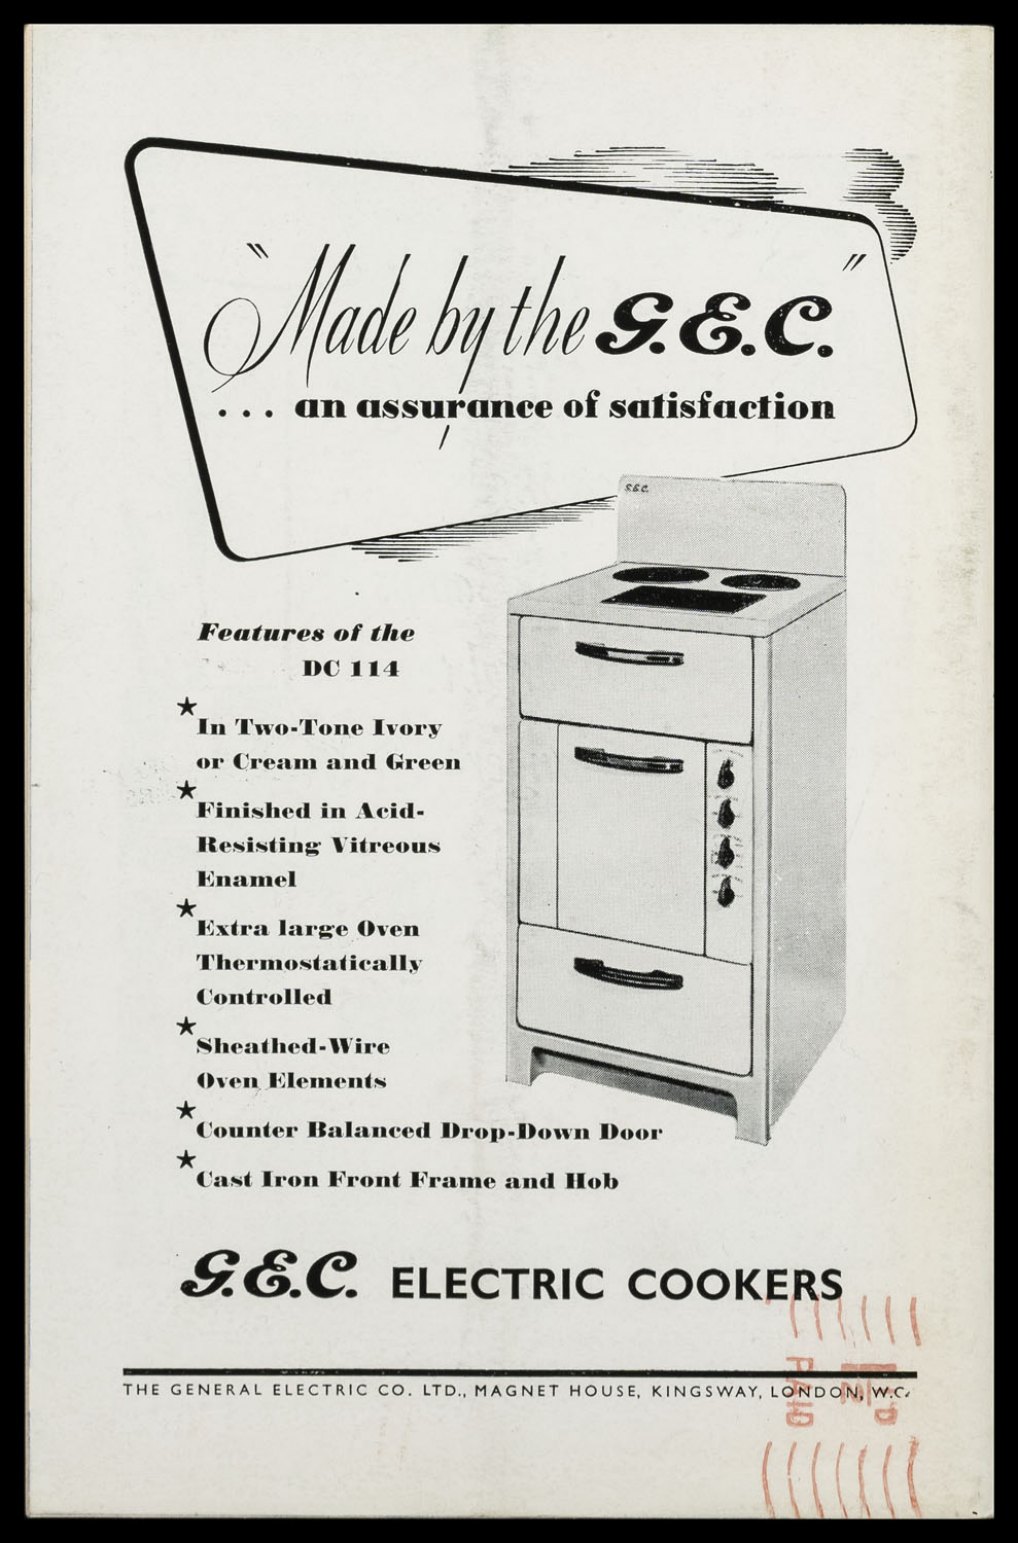 "Made by the G.E.C."
... an assurance of satisfaction
G.E.C.
Features of the
DC 114
★ In Two-Tone Ivory
or Cream and Green
★ Finished in Acid-
Resisting Vitreous
Enamel
★ Extra large Oven
Thermostatically
Controlled
★ Sheathed-Wire
Oven Elements
★ Counter Balanced Drop-Down Door
★ Cast Iron Front Frame and Hob
G.E.C. ELECTRIC COOKERS
THE GENERAL ELECTRIC CO. LTD., MAGNET HOUSE, KINGSWAY, LONDON, W.C.
PAID